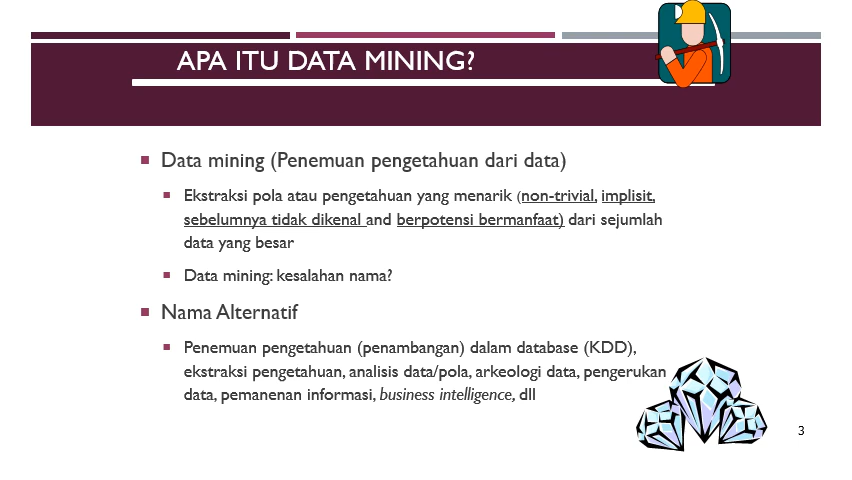 APA ITU DATA MINING?
Data mining (Penemuan pengetahuan dari data)
Ekstraksi pola atau pengetahuan yang menarik (non-trivial, implisit,
sebelumnya tidak dikenal and berpotensi bermanfaat) dari sejumlah
data yang besar
Data mining: kesalahan nama?
Nama Alternatif
Penemuan pengetahuan (penambangan) dalam database (KDD),
ekstraksi pengetahuan, analisis data/pola, arkeologi data, pengerukan
data, pemanenan informasi, business intelligence, dll
3